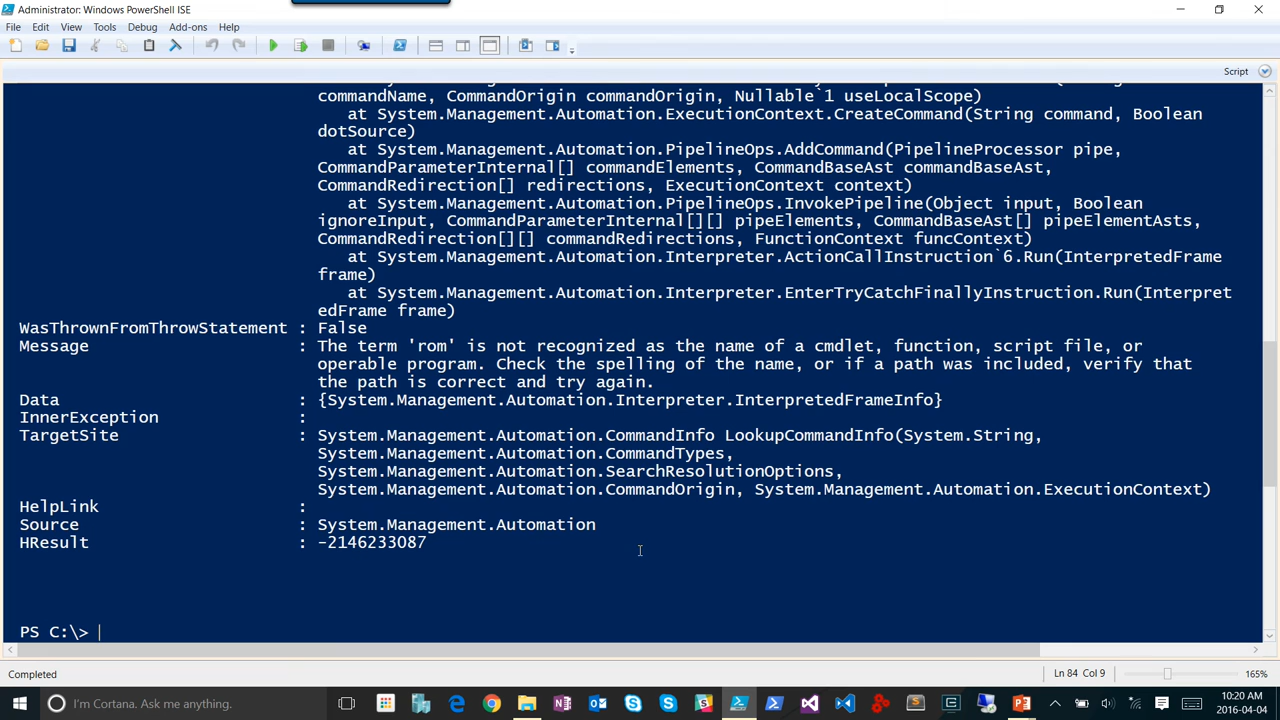 Administrator: Windows PowerShell ISE
File Edit View Tools Debug Add-ons Help
Script
commandName, CommandOrigin commandOrigin, Nullable`1 useLocalScope)
at System.Management.Automation.ExecutionContext.CreateCommand(String command, Boolean
dotSource)
at System.Management.Automation.PipelineOps.AddCommand(PipelineProcessor pipe,
CommandParameterInternal[] commandElements, CommandBaseAst commandBaseAst,
CommandRedirection[] redirections, ExecutionContext context)
at System.Management.Automation.PipelineOps.InvokePipeline(Object input, Boolean
ignoreInput, CommandParameterInternal[][] pipeElements, CommandBaseAst[] pipeElementAsts,
CommandRedirection[][] commandRedirections, FunctionContext funcContext)
at System.Management.Automation.Interpreter.ActionCallInstruction`6.Run(InterpretedFrame
frame)
at System.Management.Automation.Interpreter.EnterTryCatchFinallyInstruction.Run(Interpret
edFrame frame)
WasThrownFromThrowStatement : False
Message : The term 'rom' is not recognized as the name of a cmdlet, function, script file, or
operable program. Check the spelling of the name, or if a path was included, verify that
the path is correct and try again.
Data : {System.Management.Automation.Interpreter.InterpretedFrameInfo}
InnerException :
TargetSite : System.Management.Automation.CommandInfo LookupCommandInfo(System.String,
System.Management.Automation.CommandTypes,
System.Management.Automation.SearchResolutionOptions,
System.Management.Automation.CommandOrigin, System.Management.Automation.ExecutionContext)
HelpLink :
Source : System.Management.Automation
HResult : -2146233087
PS C:\>
Completed
Ln 84 Col 9
165%
I'm Cortana. Ask me anything.
10:20 AM
2016-04-04